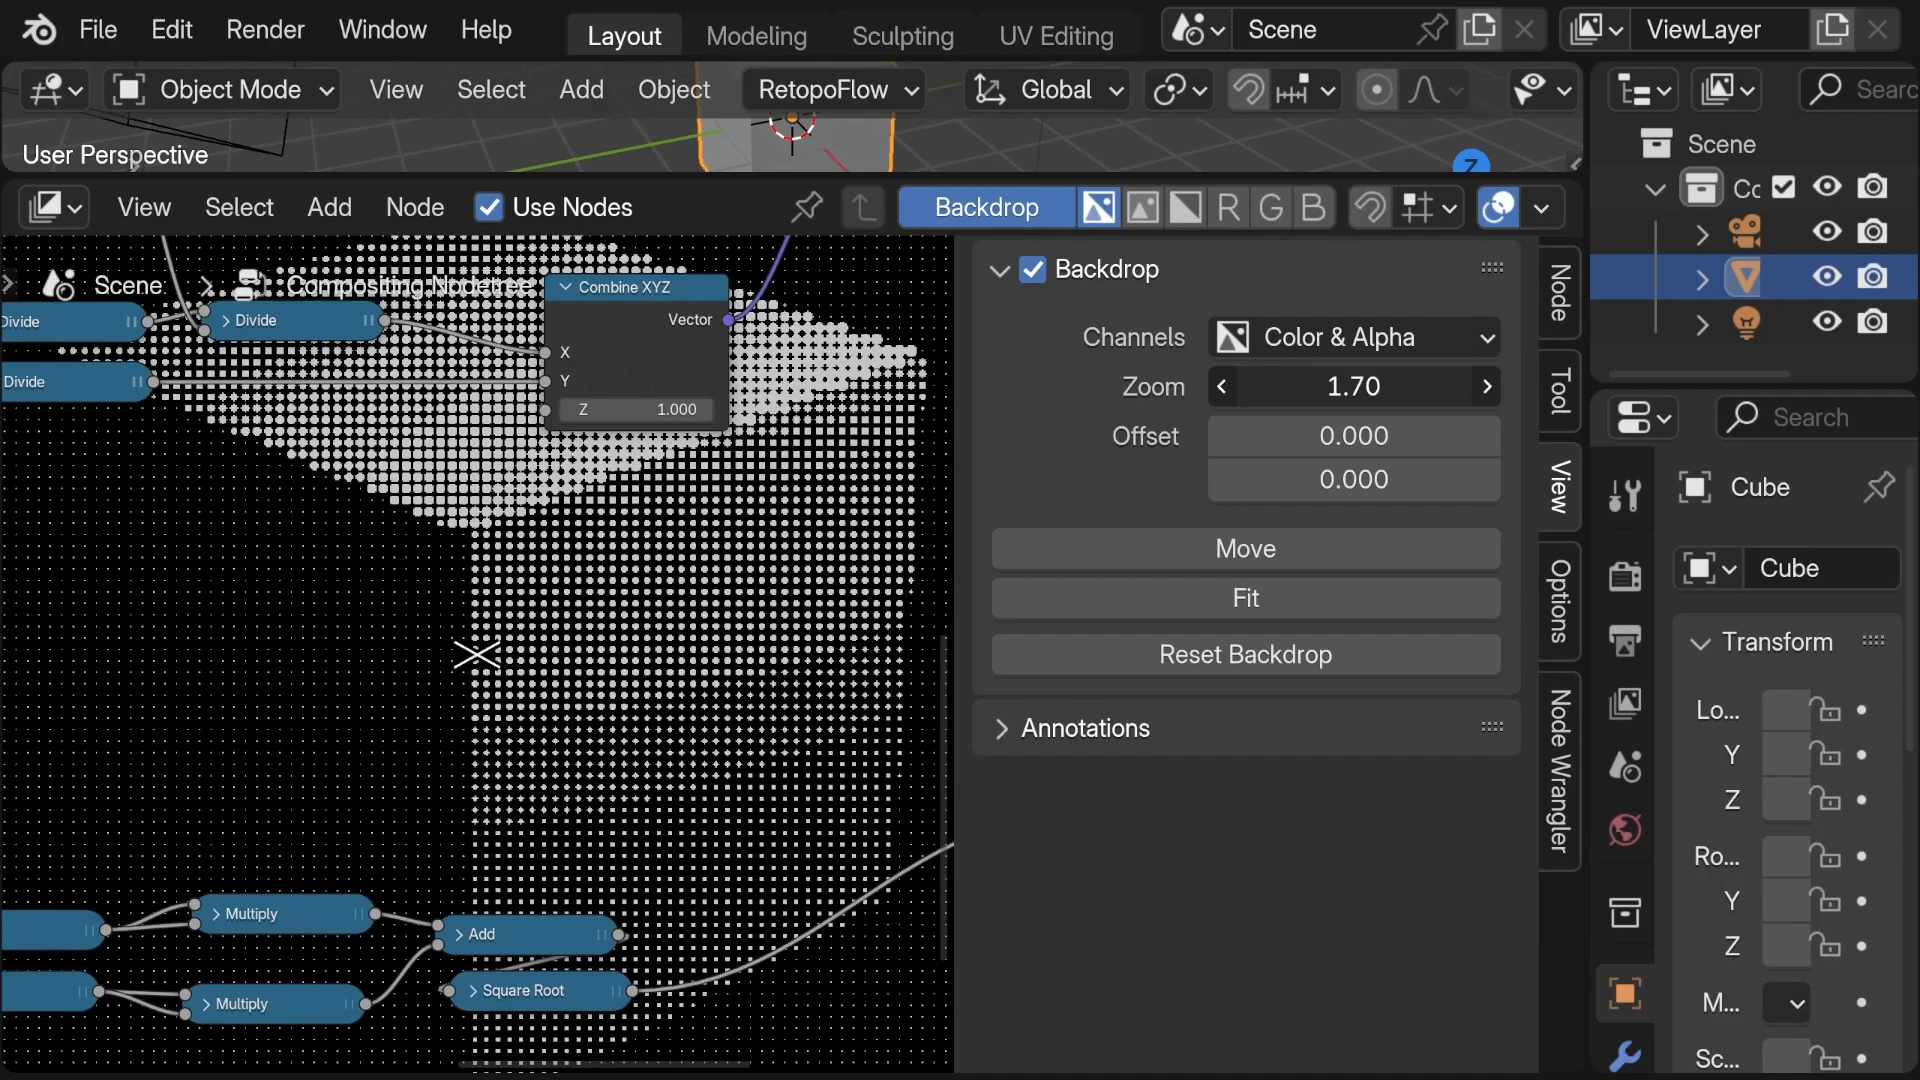 File Edit Render Window Help
Layout Modeling Sculpting UV Editing
Scene
ViewLayer
Object Mode View Select Add Object RetopoFlow Global
User Perspective
Z
View Select Add Node Use Nodes
Backdrop R G B
Scene Compositing Nodetree
Divide
Divide
Divide
Combine XYZ
Vector
X
Y
Z 1.000
Multiply
Add
Square Root
Multiply
Backdrop
Channels Color & Alpha
Zoom 1.70
Offset 0.000
0.000
Move
Fit
Reset Backdrop
Annotations
Node
Tool
View
Options
Node Wrangler
Searc
Scene
Cc
Search
Cube
Cube
Transform
Lo...
Y
Z
Ro...
Y
Z
M...
Sc...